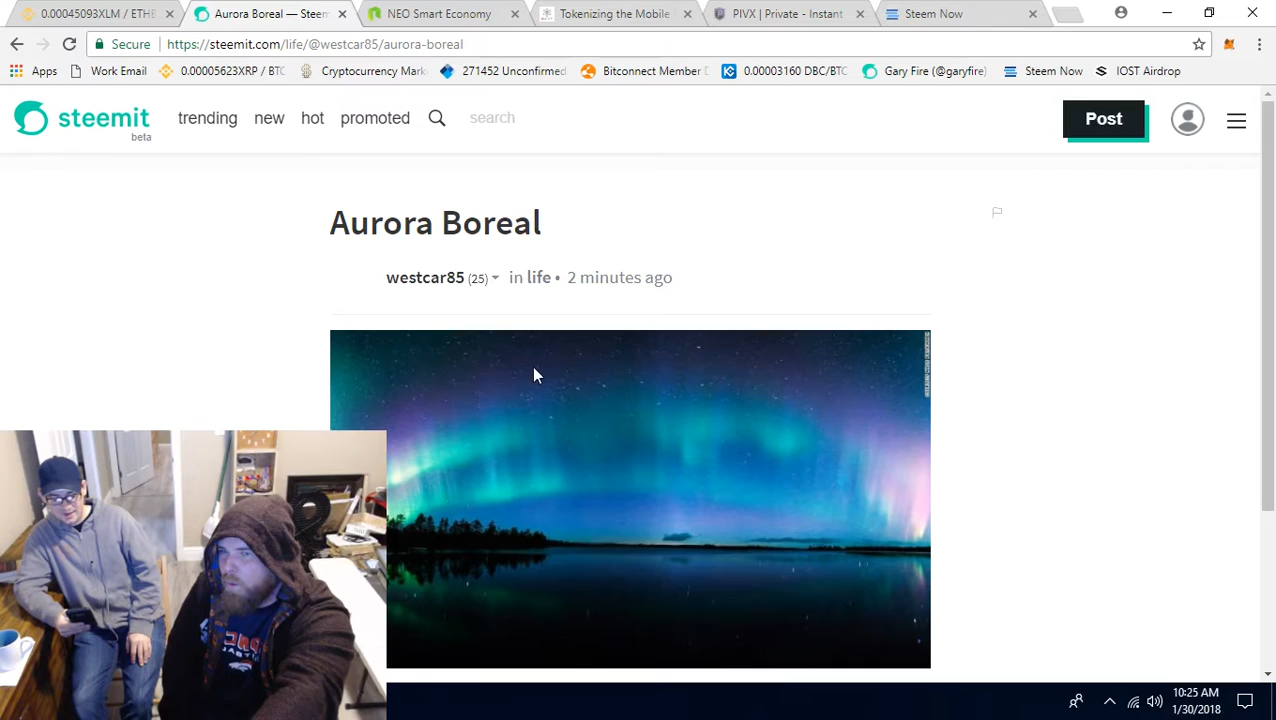 0.00045093XLM / ETHE
Aurora Boreal — Steem
NEO Smart Economy
Tokenizing the Mobile
PIVX | Private - Instant
Steem Now
Secure
https://steemit.com/life/@westcar85/aurora-boreal
Apps
Work Email
0.00005623XRP / BTC
Cryptocurrency Mark
271452 Unconfirmed
Bitconnect Member D
0.00003160 DBC/BTC
Gary Fire (@garyfire)
Steem Now
IOST Airdrop
steemit
beta
trending
new
hot
promoted
search
Post
Aurora Boreal
westcar85 (25)
in life • 2 minutes ago
10:25 AM
1/30/2018